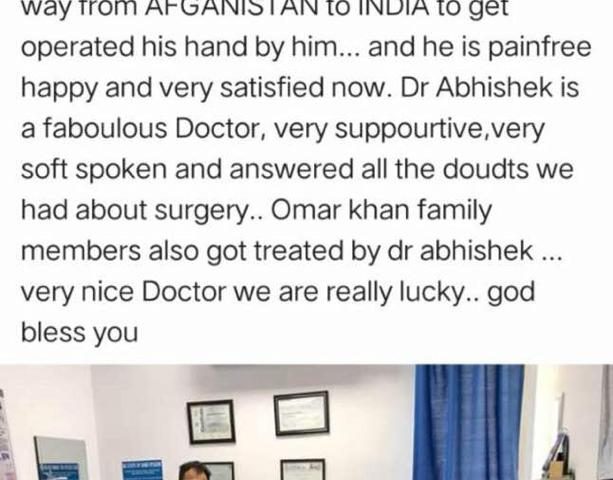 way from AFGANISTAN to INDIA to get
operated his hand by him... and he is painfree
happy and very satisfied now. Dr Abhishek is
a faboulous Doctor, very suppourtive,very
soft spoken and answered all the doudts we
had about surgery.. Omar khan family
members also got treated by dr abhishek ...
very nice Doctor we are really lucky.. god
bless you